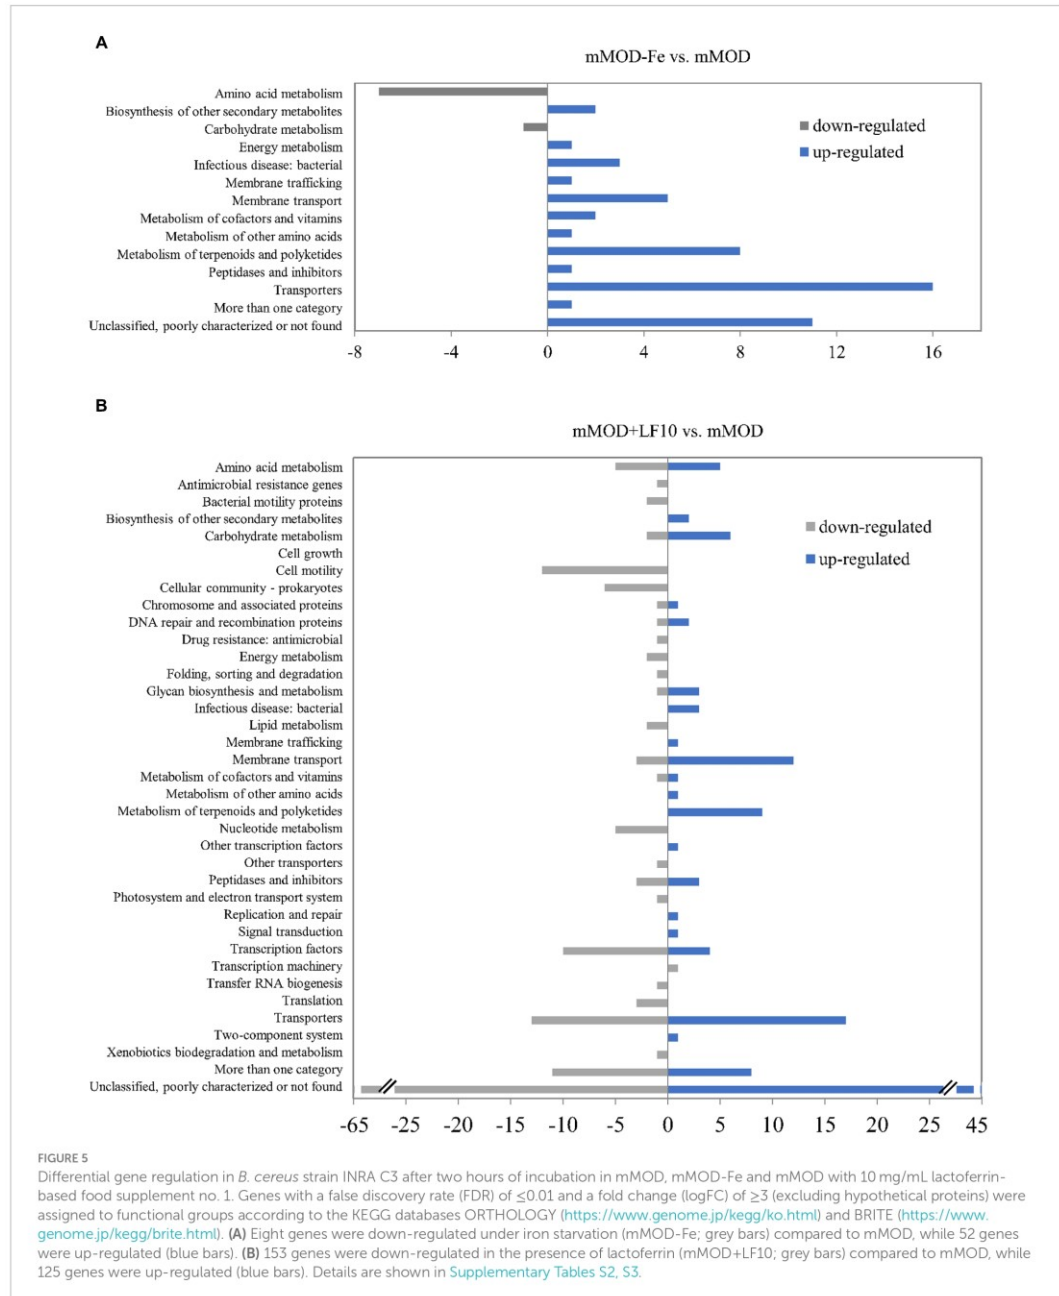 A
mMOD-Fe vs. mMOD
Amino acid metabolism
Biosynthesis of other secondary metabolites
Carbohydrate metabolism
Energy metabolism
Infectious disease: bacterial
Membrane trafficking
Membrane transport
Metabolism of cofactors and vitamins
Metabolism of other amino acids
Metabolism of terpenoids and polyketides
Peptidases and inhibitors
Transporters
More than one category
Unclassified, poorly characterized or not found
down-regulated
up-regulated
-8 -4 0 4 8 12 16
B
mMOD+LF10 vs. mMOD
Amino acid metabolism
Antimicrobial resistance genes
Bacterial motility proteins
Biosynthesis of other secondary metabolites
Carbohydrate metabolism
Cell growth
Cell motility
Cellular community - prokaryotes
Chromosome and associated proteins
DNA repair and recombination proteins
Drug resistance: antimicrobial
Energy metabolism
Folding, sorting and degradation
Glycan biosynthesis and metabolism
Infectious disease: bacterial
Lipid metabolism
Membrane trafficking
Membrane transport
Metabolism of cofactors and vitamins
Metabolism of other amino acids
Metabolism of terpenoids and polyketides
Nucleotide metabolism
Other transcription factors
Other transporters
Peptidases and inhibitors
Photosystem and electron transport system
Replication and repair
Signal transduction
Transcription factors
Transcription machinery
Transfer RNA biogenesis
Translation
Transporters
Two-component system
Xenobiotics biodegradation and metabolism
More than one category
Unclassified, poorly characterized or not found
down-regulated
up-regulated
-65 -25 -20 -15 -10 -5 0 5 10 15 20 25 45
FIGURE 5
Differential gene regulation in B. cereus strain INRA C3 after two hours of incubation in mMOD, mMOD-Fe and mMOD with 10 mg/mL lactoferrin-
based food supplement no. 1. Genes with a false discovery rate (FDR) of ≤0.01 and a fold change (logFC) of ≥3 (excluding hypothetical proteins) were
assigned to functional groups according to the KEGG databases ORTHOLOGY (https://www.genome.jp/kegg/ko.html) and BRITE (https://www.
genome.jp/kegg/brite.html). (A) Eight genes were down-regulated under iron starvation (mMOD-Fe; grey bars) compared to mMOD, while 52 genes
were up-regulated (blue bars). (B) 153 genes were down-regulated in the presence of lactoferrin (mMOD+LF10; grey bars) compared to mMOD, while
125 genes were up-regulated (blue bars). Details are shown in Supplementary Tables S2, S3.